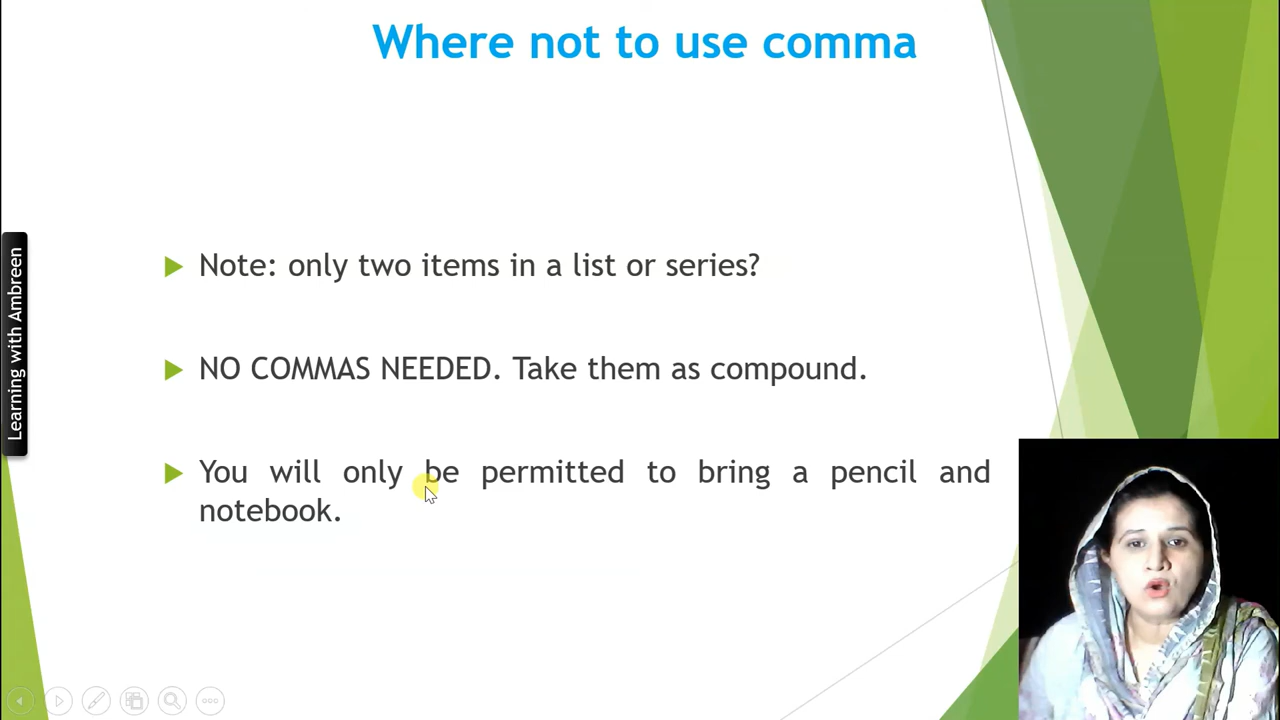 Where not to use comma
Note: only two items in a list or series?
NO COMMAS NEEDED. Take them as compound.
You will only be permitted to bring a pencil and
notebook.
Learning with Ambreen